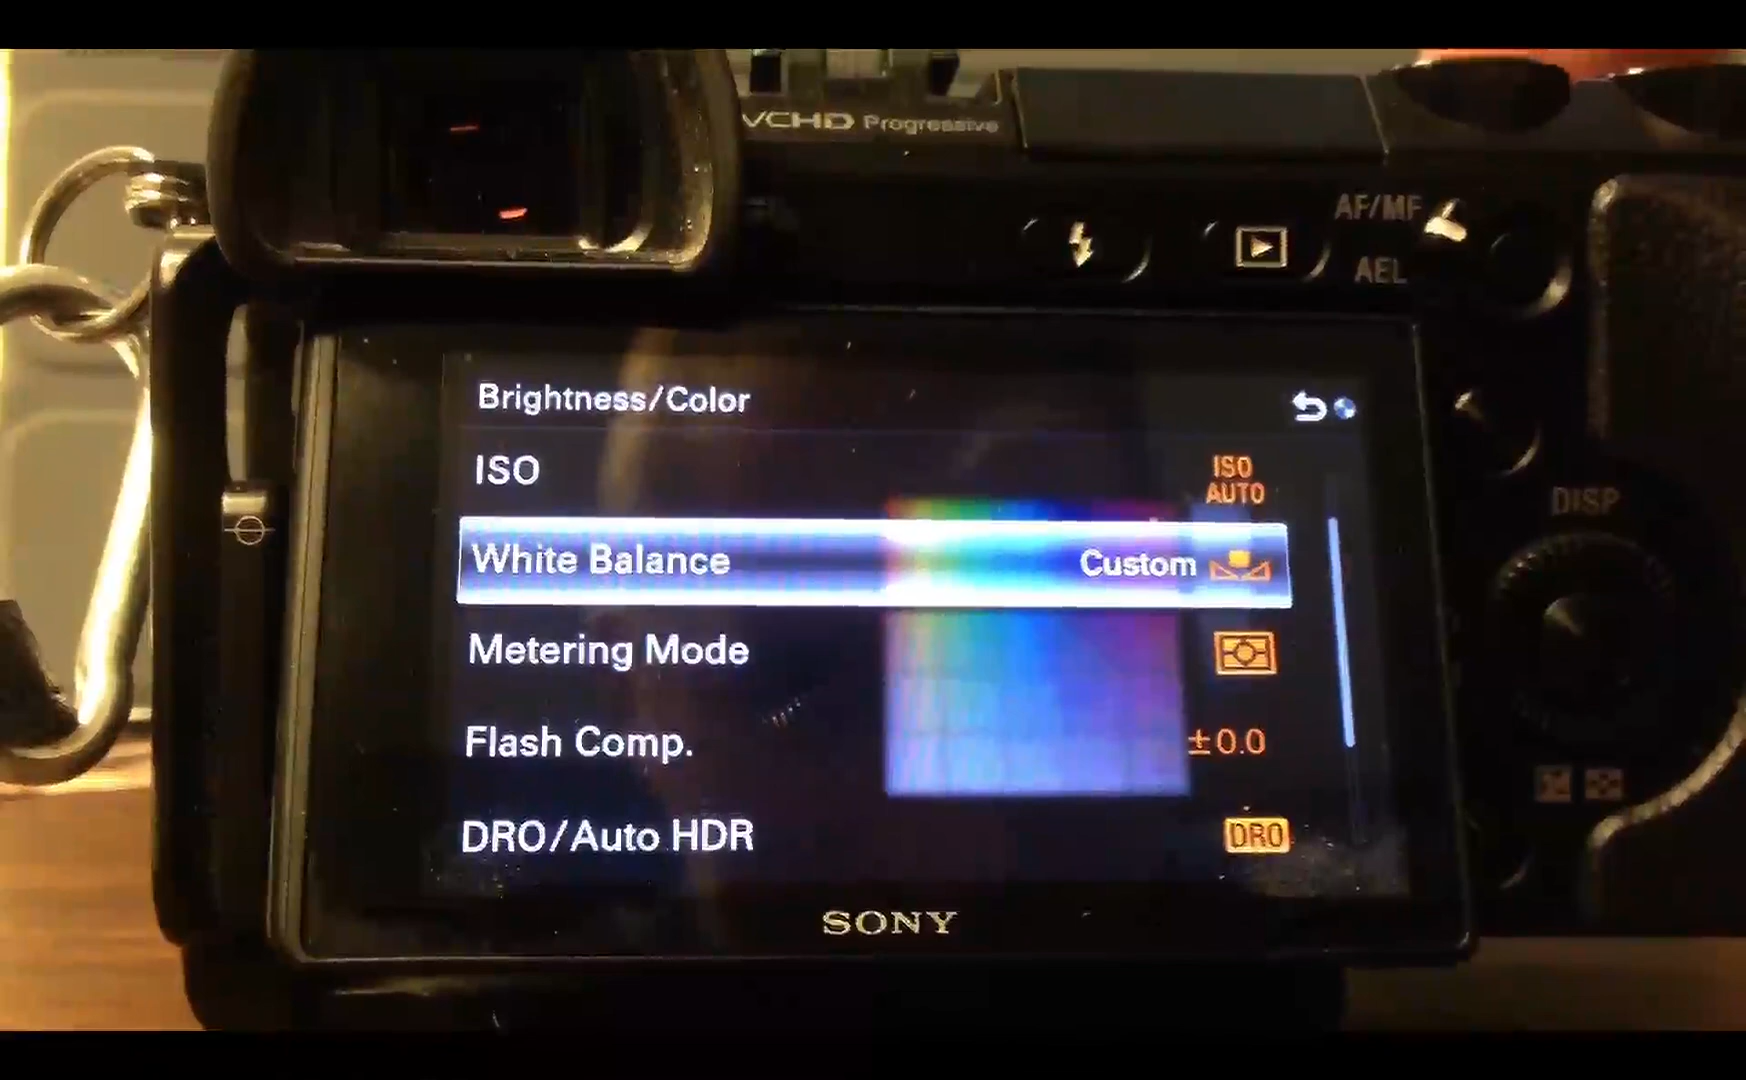 VCHD Progressive
AF/MF
AEL
Brightness/Color
ISO
ISO
AUTO
DISP
White Balance Custom
Metering Mode
Flash Comp. ±0.0
DRO/Auto HDR DRO
SONY